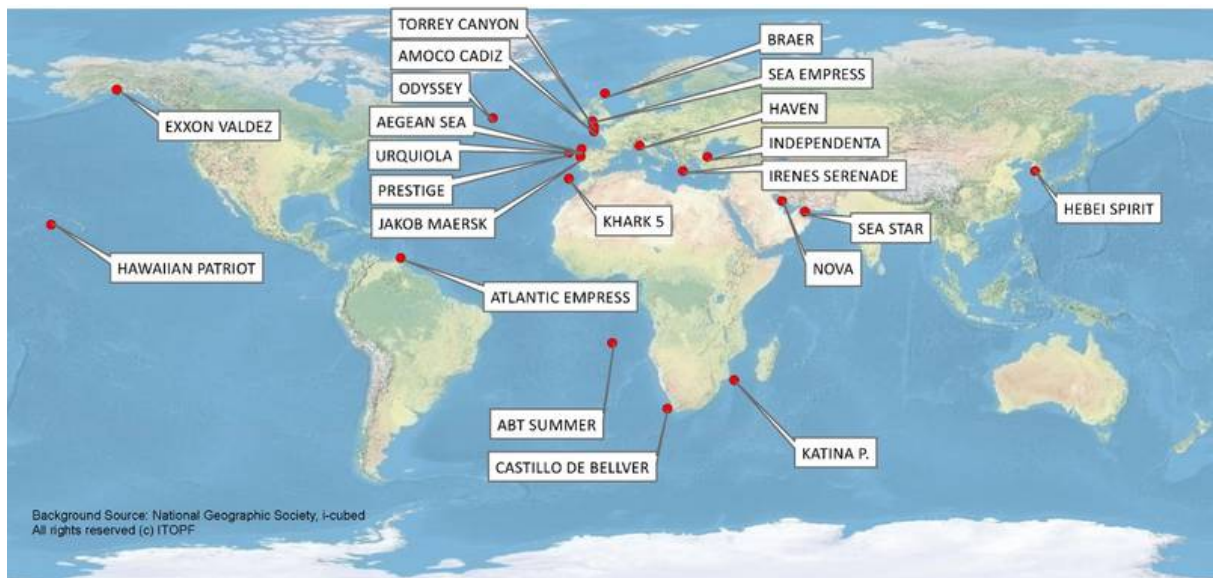 TORREY CANYON
BRAER
AMOCO CADIZ
SEA EMPRESS
ODYSSEY
HAVEN
EXXON VALDEZ
AEGEAN SEA
INDEPENDENTA
URQUIOLA
IRENES SERENADE
PRESTIGE
HEBEI SPIRIT
JAKOB MAERSK
KHARK 5
SEA STAR
HAWAIIAN PATRIOT
NOVA
ATLANTIC EMPRESS
ABT SUMMER
KATINA P.
CASTILLO DE BELLVER
Background Source: National Geographic Society, i-cubed
All rights reserved (c) ITOPF